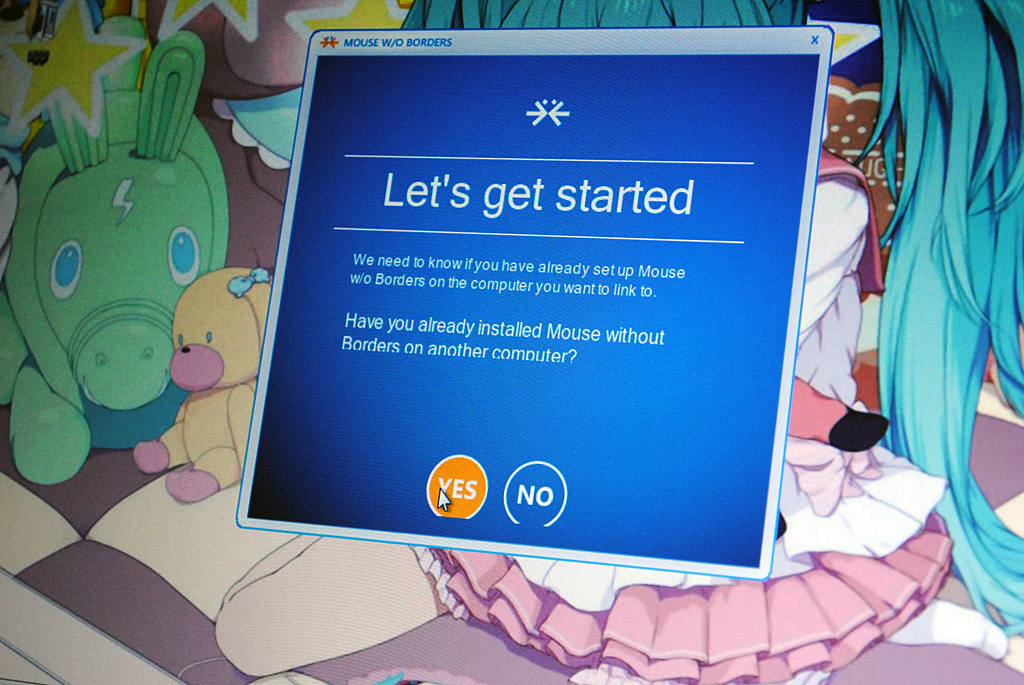 MOUSE W/O BORDERS X
Let's get started
We need to know if you have already set up Mouse
w/o Borders on the computer you want to link to.
Have you already installed Mouse without
Borders on another computer?
YES NO